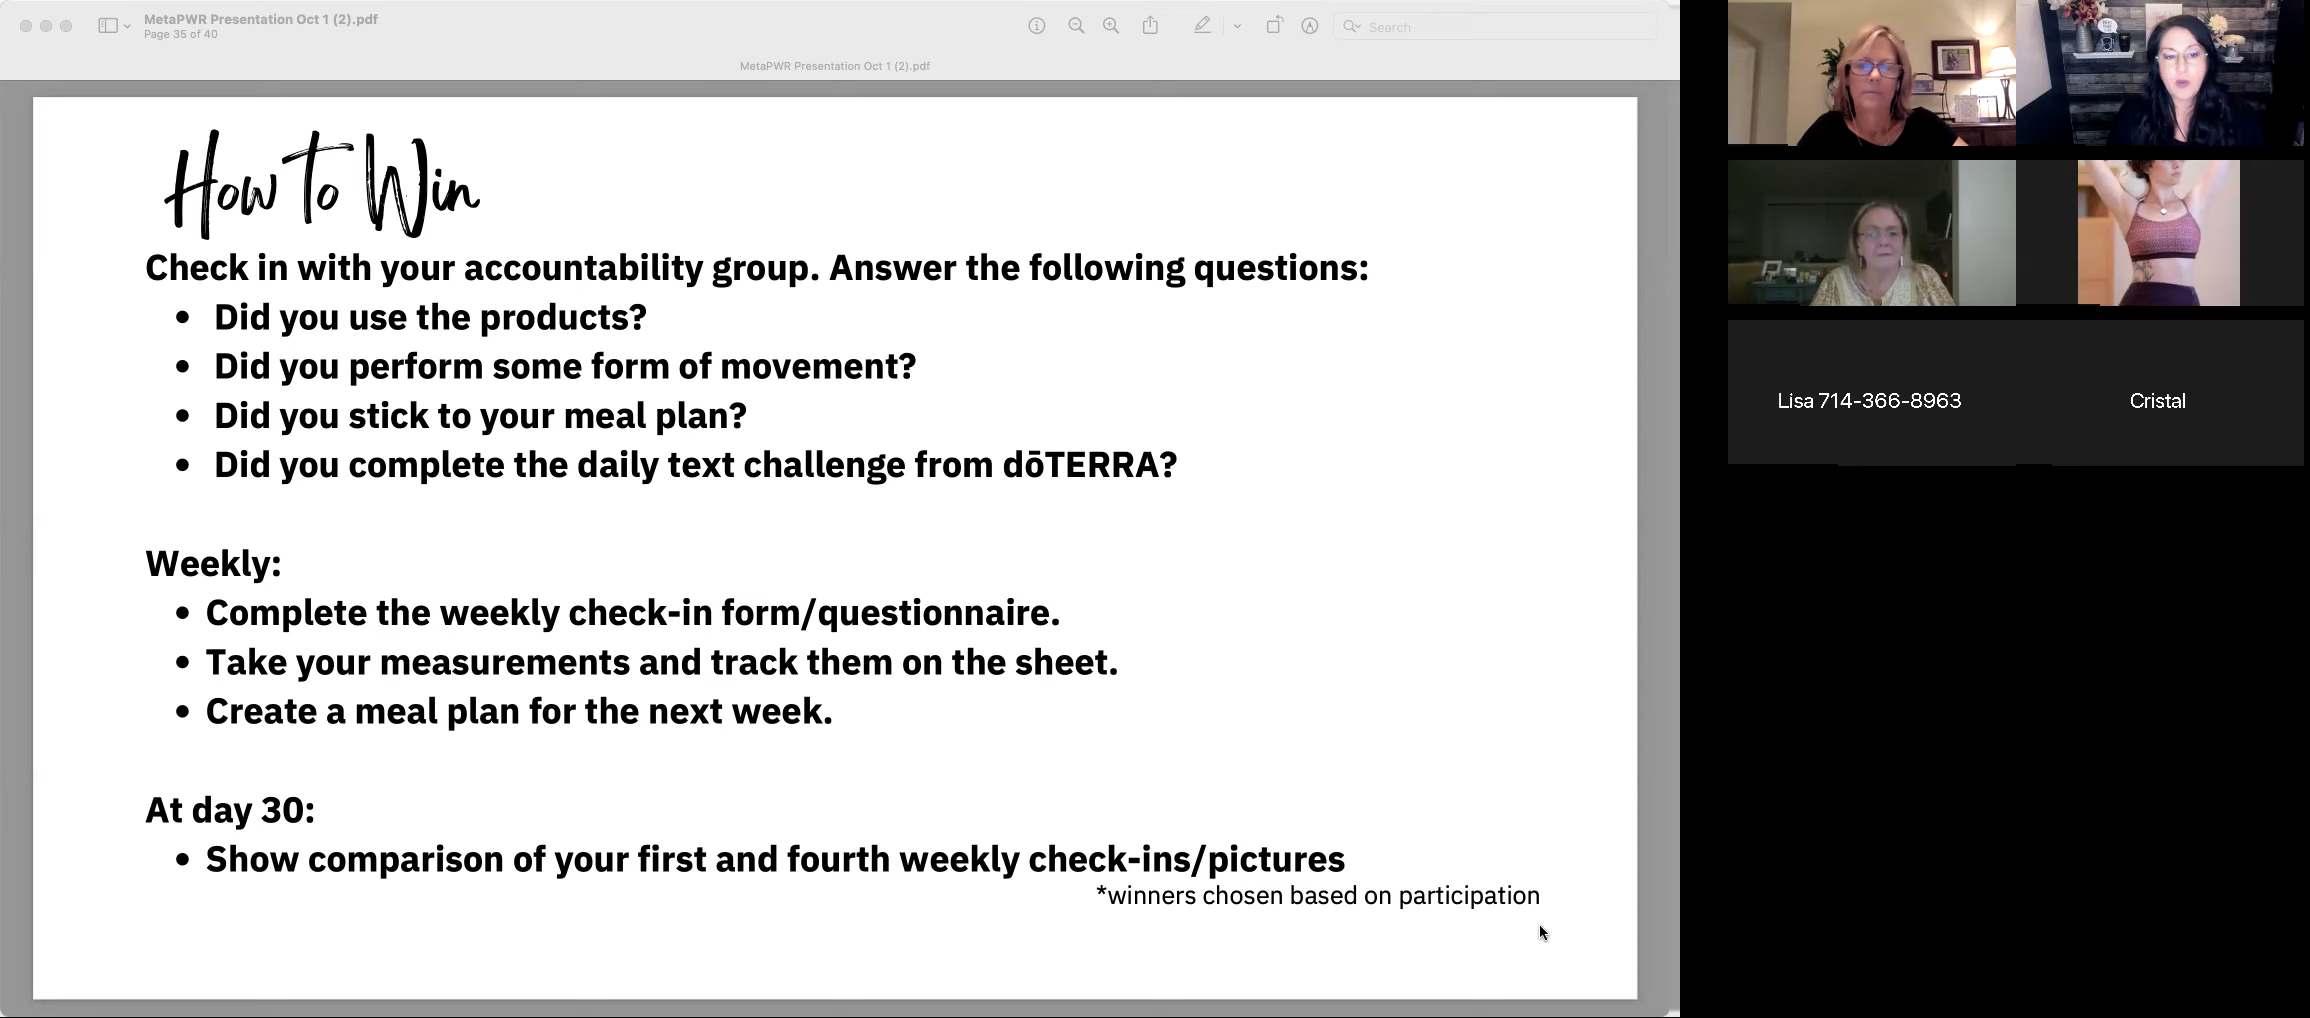 MetaPWR Presentation Oct 1 (2).pdf
Page 35 of 40
Search
MetaPWR Presentation Oct 1 (2).pdf
How To Win
Check in with your accountability group. Answer the following questions:
• Did you use the products?
• Did you perform some form of movement?
• Did you stick to your meal plan?
• Did you complete the daily text challenge from dōTERRA?
Weekly:
• Complete the weekly check-in form/questionnaire.
• Take your measurements and track them on the sheet.
• Create a meal plan for the next week.
At day 30:
• Show comparison of your first and fourth weekly check-ins/pictures
*winners chosen based on participation
Lisa 714-366-8963
Cristal